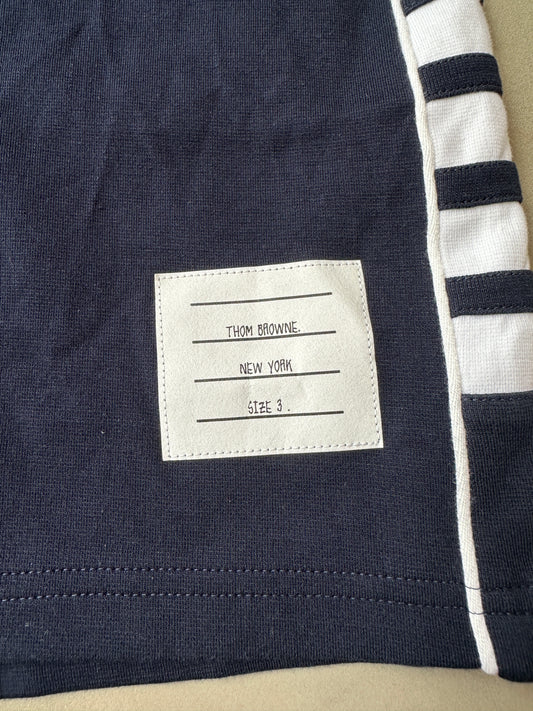 THOM BROWNE.
NEW YORK
SIZE 3 .